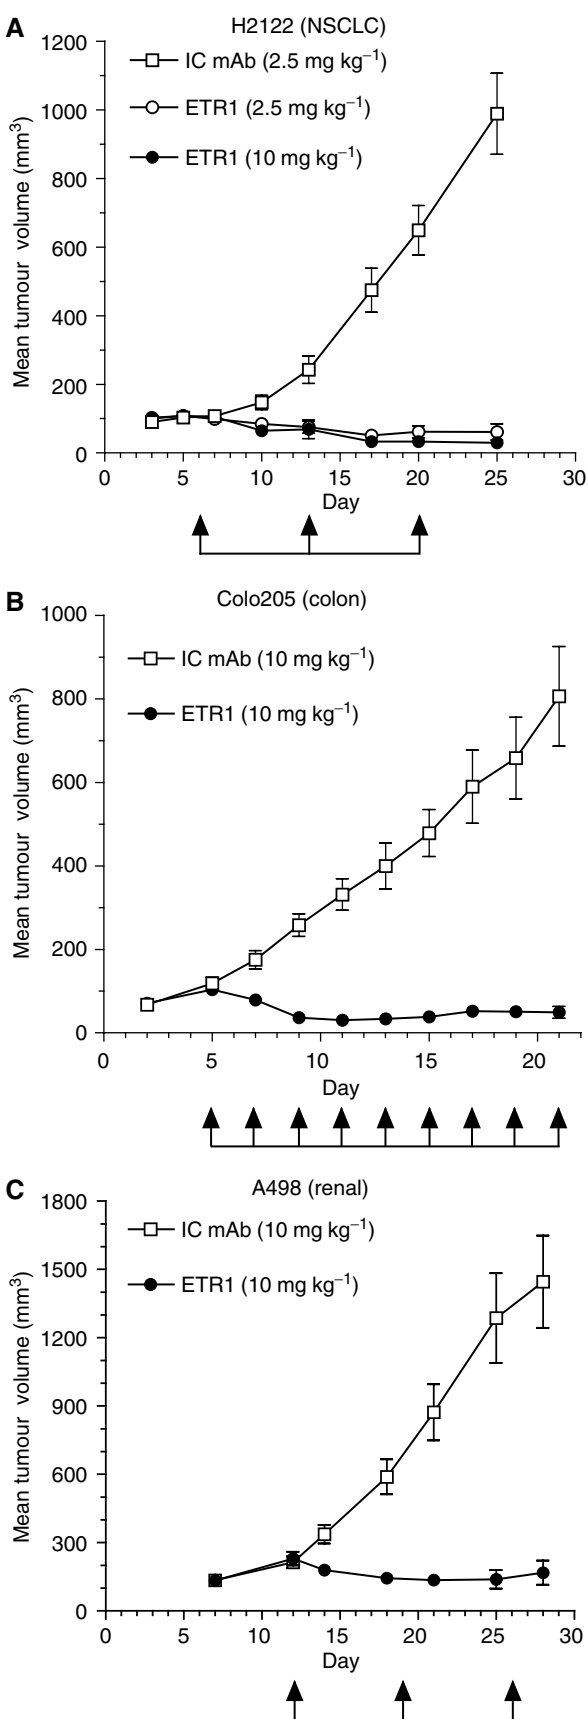 A
H2122 (NSCLC)
1200
1000
800
600
400
200
0
Mean tumour volume (mm³)
IC mAb (2.5 mg kg⁻¹)
ETR1 (2.5 mg kg⁻¹)
ETR1 (10 mg kg⁻¹)
0 5 10 15 20 25 30
Day
B
Colo205 (colon)
1000
800
600
400
200
0
Mean tumour volume (mm³)
IC mAb (10 mg kg⁻¹)
ETR1 (10 mg kg⁻¹)
0 5 10 15 20
Day
C
A498 (renal)
1800
1500
1200
900
600
300
0
Mean tumour volume (mm³)
IC mAb (10 mg kg⁻¹)
ETR1 (10 mg kg⁻¹)
0 5 10 15 20 25 30
Day